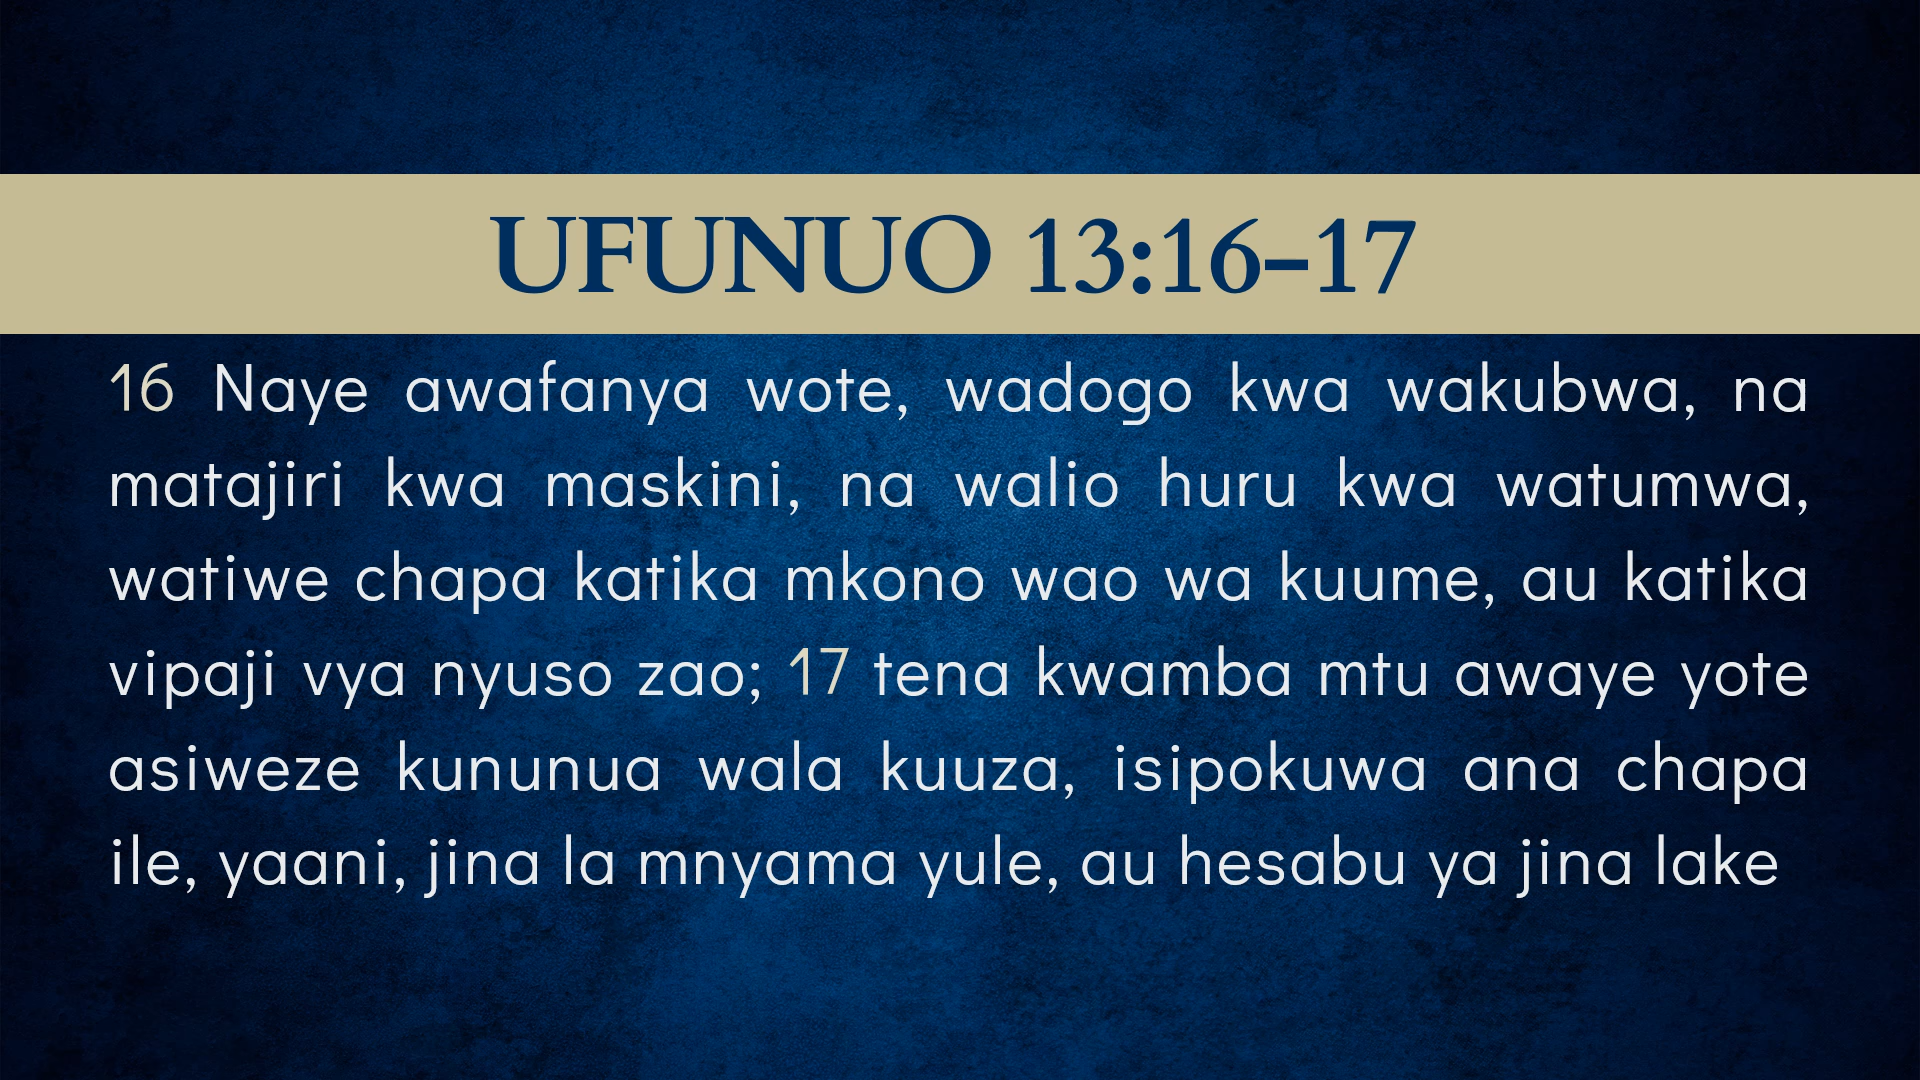 UFUNUO 13:16–17
16 Naye awafanya wote, wadogo kwa wakubwa, na
matajiri kwa maskini, na walio huru kwa watumwa,
watiwe chapa katika mkono wao wa kuume, au katika
vipaji vya nyuso zao; 17 tena kwamba mtu awaye yote
asiweze kununua wala kuuza, isipokuwa ana chapa
ile, yaani, jina la mnyama yule, au hesabu ya jina lake